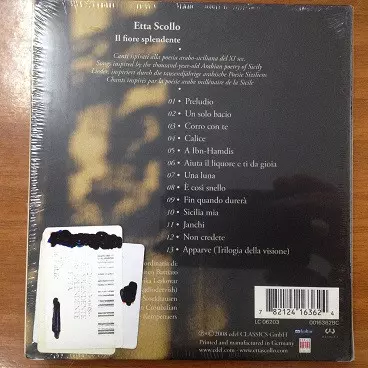 Etta Scollo
Il fiore splendente
Canti ispirati alla poesia arabo-siciliana del XI sec.
Songs inspired by the thousand-year-old Arabian poetry of Sicily
Lieder, inspiriert durch die tausendjährige arabische Poesie Siziliens
Chants inspirés par la poésie arabe millénaire de la Sicile
01 • Preludio
02 • Un solo bacio
03 • Corro con te
04 • Calice
05 • A Ibn-Hamdis
06 • Aiuta il liquore e ti da gioia
07 • Una luna
08 • E così snello
09 • Fin quando durerà
10 • Sicilia mia
11 • Janchi
12 • Non credete
13 • Apparve (Trilogia della visione)
7 82124 16362 4
LC 06203
0016362BC
℗ + © 2008 edel CLASSICS GmbH
Printed and manufactured in Germany
www.edel.com • www.ettascollo.com